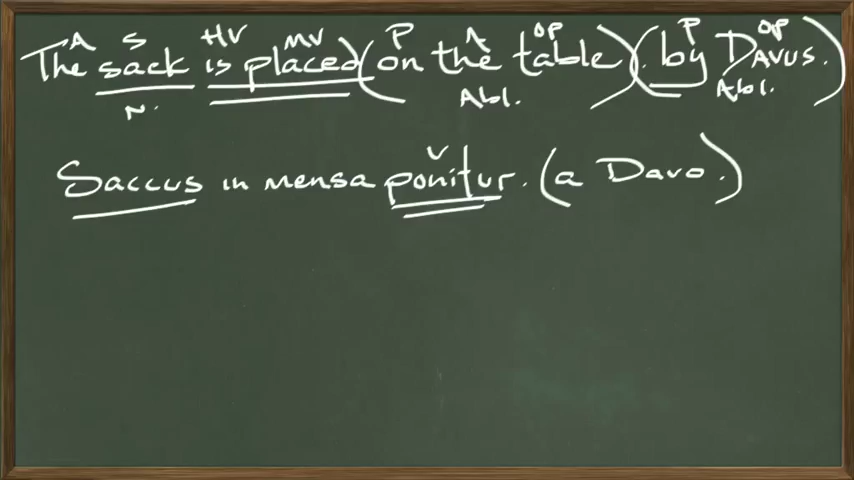 A S HV MV P A OP P OP
The sack is placed (on the table). (by Davus.)
N. Abl. Abl.
V
Saccus in mensa ponitur. (a Davo.)